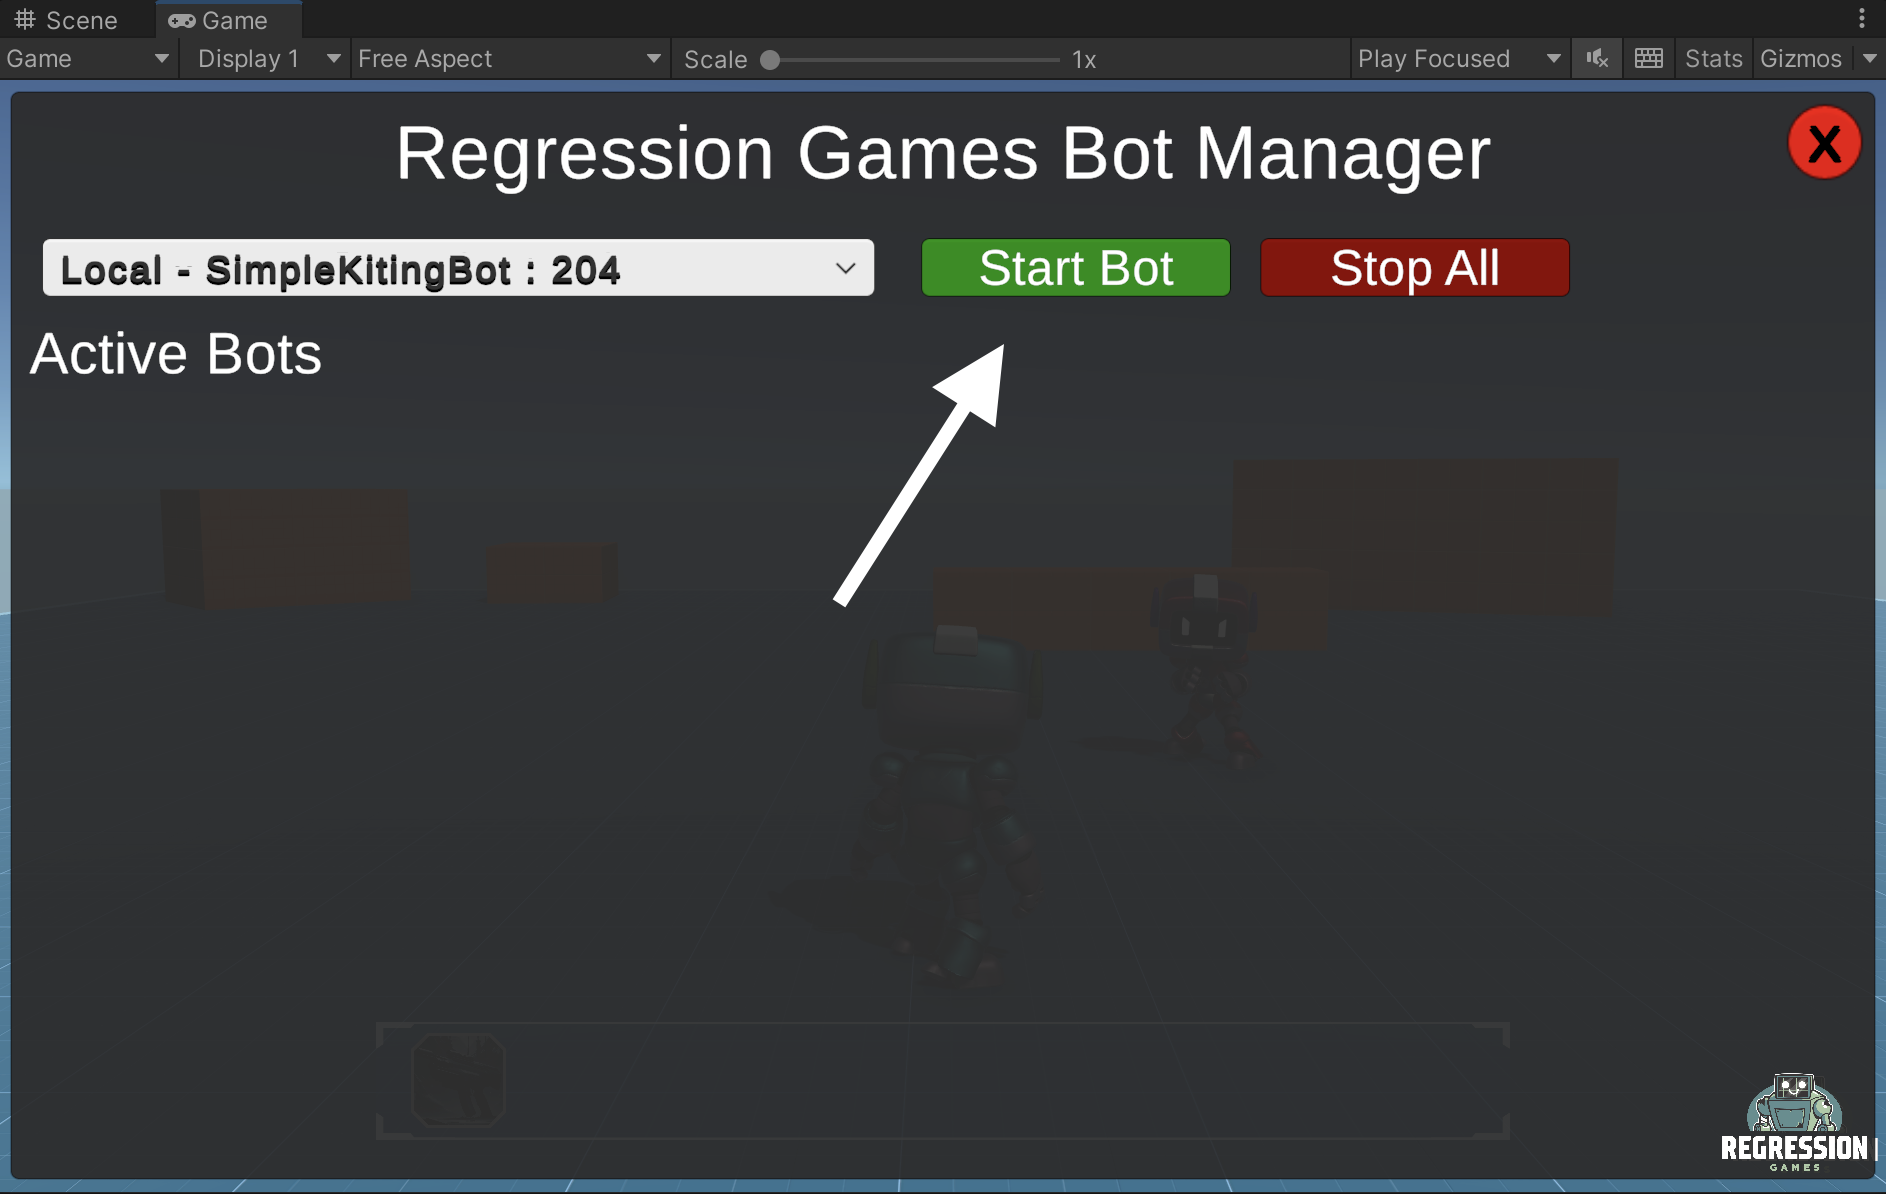 Scene Game
Game Display 1 Free Aspect Scale 1x Play Focused Stats Gizmos
Regression Games Bot Manager
X
Local - SimpleKitingBot : 204
Start Bot
Stop All
Active Bots
REGRESSION
GAMES